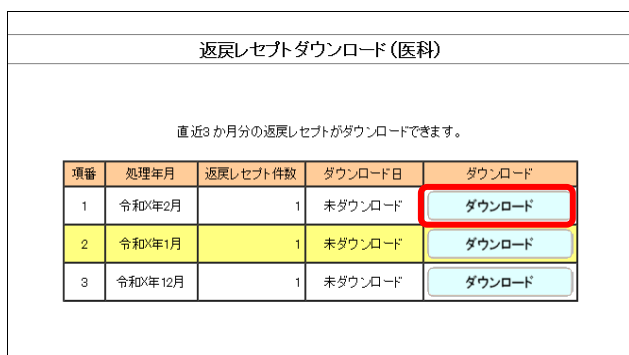 返戻レセプトダウンロード(医科)
直近3か月分の返戻レセプトがダウンロードできます。
項番 処理年月 返戻レセプト件数 ダウンロード日 ダウンロード
1 令和X年2月 1 未ダウンロード ダウンロード
2 令和X年1月 1 未ダウンロード ダウンロード
3 令和X年12月 1 未ダウンロード ダウンロード